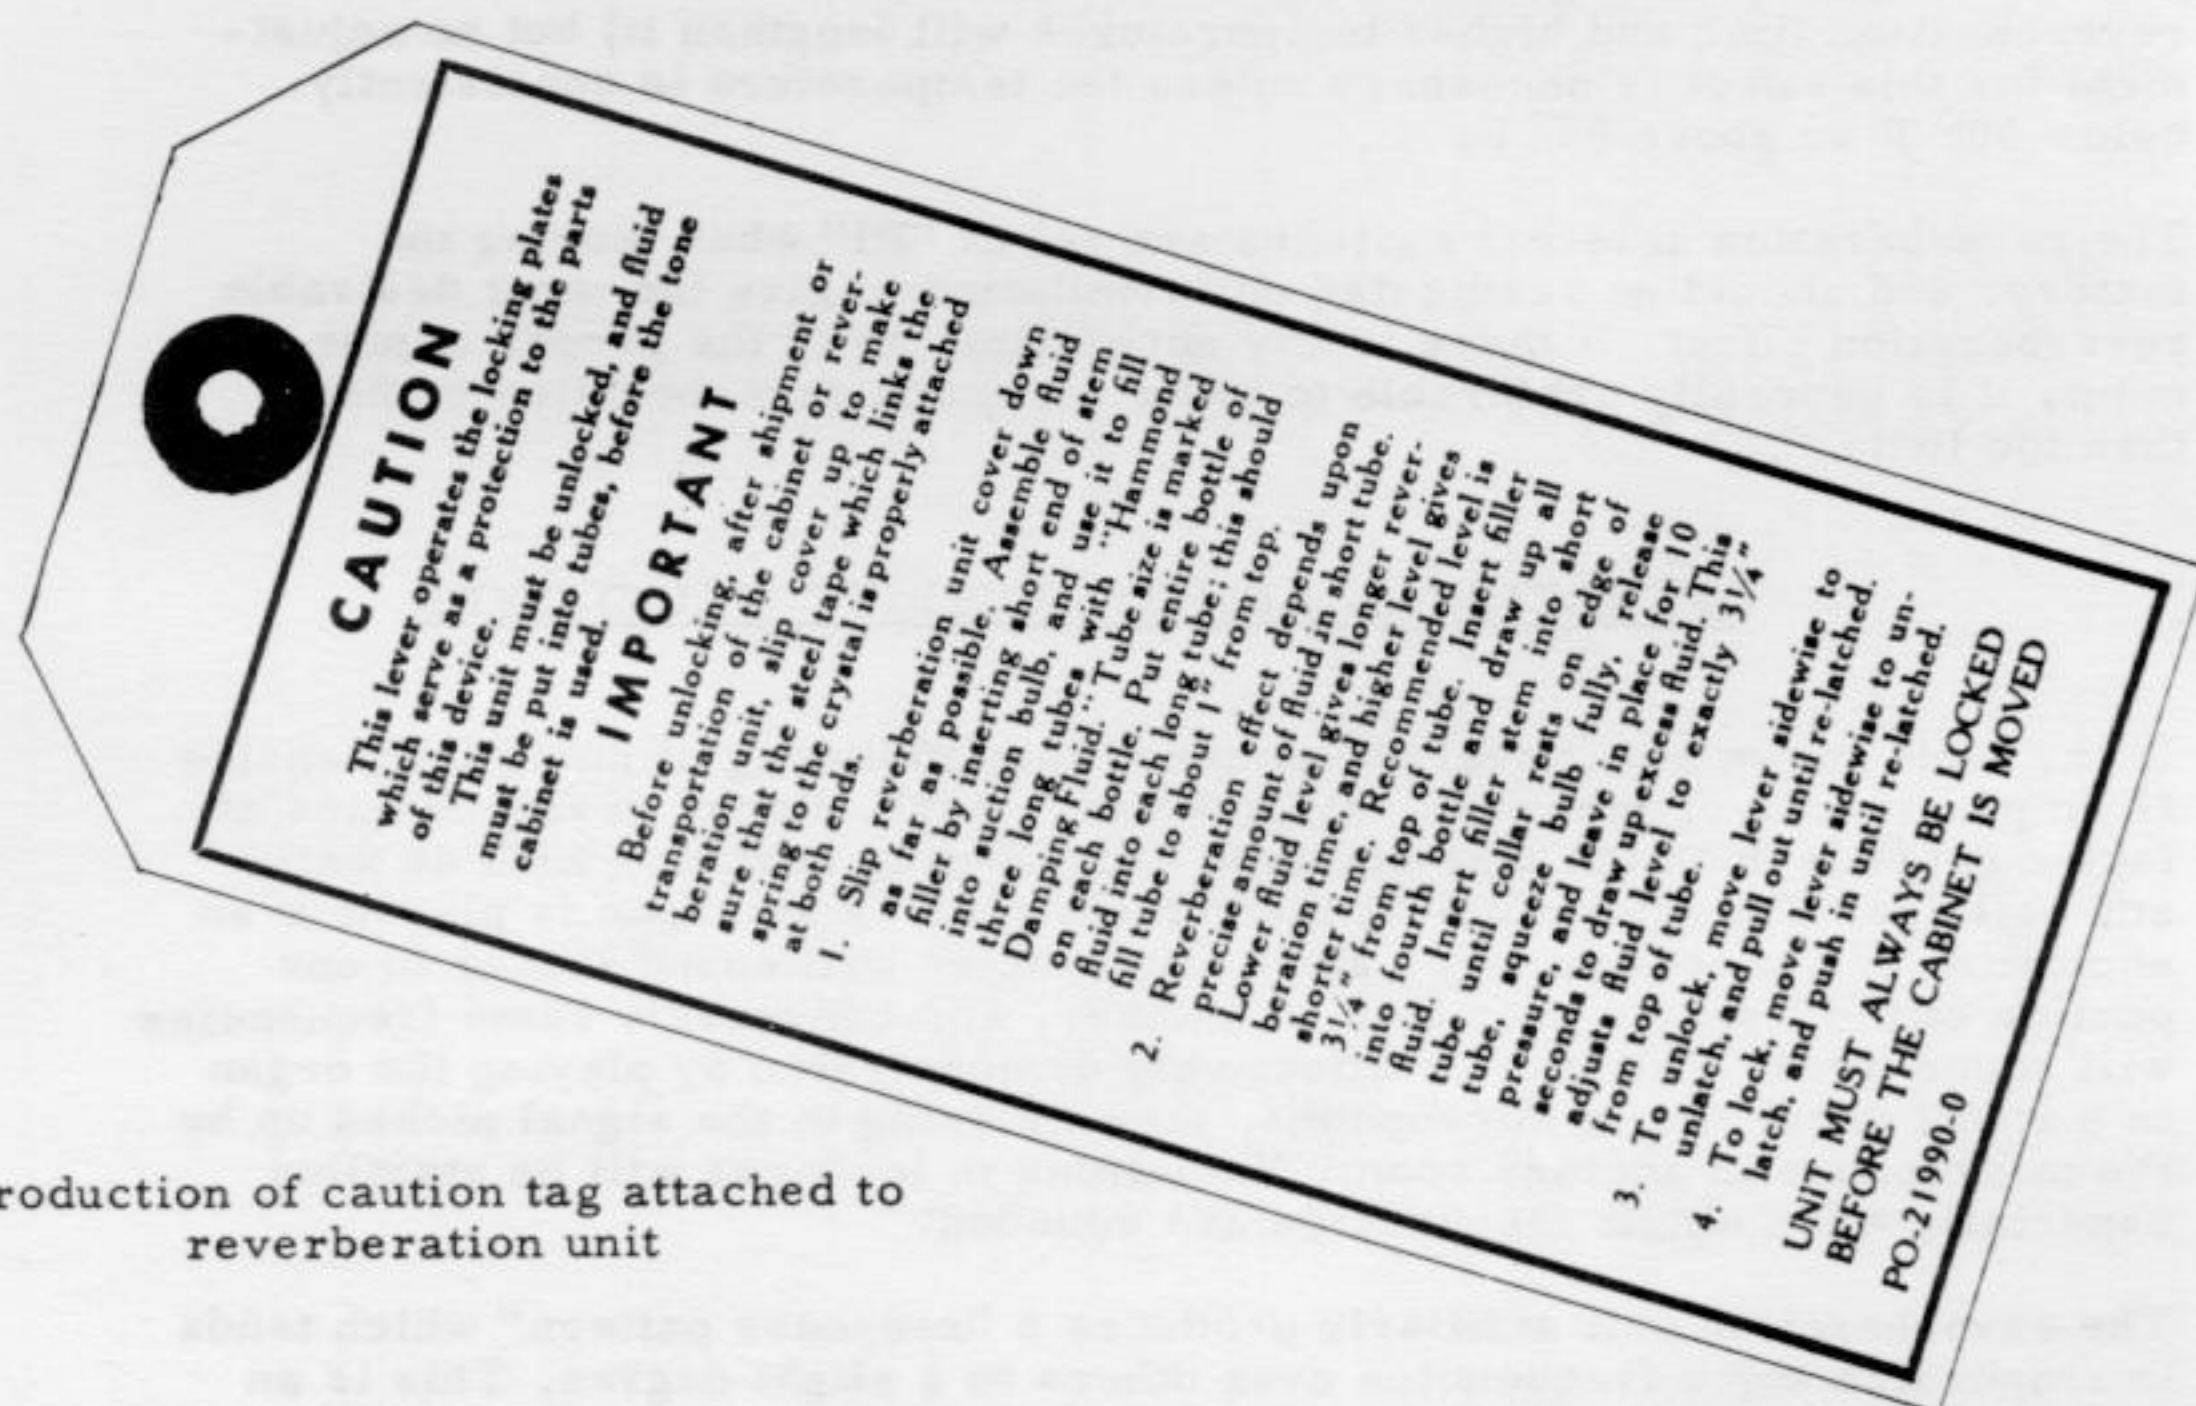 CAUTION
This lever operates the locking plates
which serve as a protection to the parts
of this device.
This unit must be unlocked, and fluid
must be put into tubes, before the tone
cabinet is used.
IMPORTANT
Before unlocking, after shipment or
transportation of the cabinet or rever-
beration unit, slip cover up to make
sure that the steel tape which links the
spring to the crystal is properly attached
at both ends.
1. Slip reverberation unit cover down
as far as possible. Assemble fluid
filler by inserting short end of stem
into suction bulb, and use it to fill
three long tubes with "Hammond
Damping Fluid." Tube size is marked
on each bottle. Put entire bottle of
fluid into each long tube; this should
fill tube to about 1" from top.
2. Reverberation effect depends upon
precise amount of fluid in short tube.
Lower fluid level gives longer rever-
beration time, and higher level gives
shorter time. Recommended level is
3¼" from top of tube. Insert filler
into fourth bottle and draw up all
fluid. Insert filler stem into short
tube until collar rests on edge of
tube, squeeze bulb fully, release
pressure, and leave in place for 10
seconds to draw up excess fluid. This
adjusts fluid level to exactly 3¼"
from top of tube.
3. To unlock, move lever sidewise to
unlatch, and pull out until re-latched.
4. To lock, move lever sidewise to un-
latch, and push in until re-latched.
UNIT MUST ALWAYS BE LOCKED
BEFORE THE CABINET IS MOVED
PO-21990-0
roduction of caution tag attached to
reverberation unit